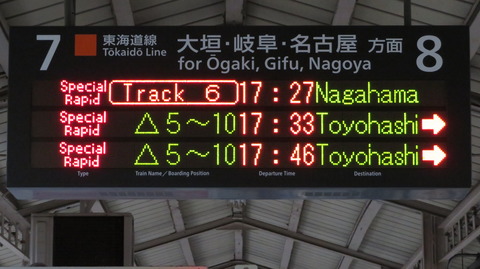 7 東海道線 大垣・岐阜・名古屋 方面 8
Tōkaidō Line for Ōgaki, Gifu, Nagoya
Special Rapid Track 6 17:27 Nagahama
Special Rapid △5～10 17:33 Toyohashi ➡
Special Rapid △5～10 17:46 Toyohashi ➡
Type Train Name／Boarding Position Departure Time Destination